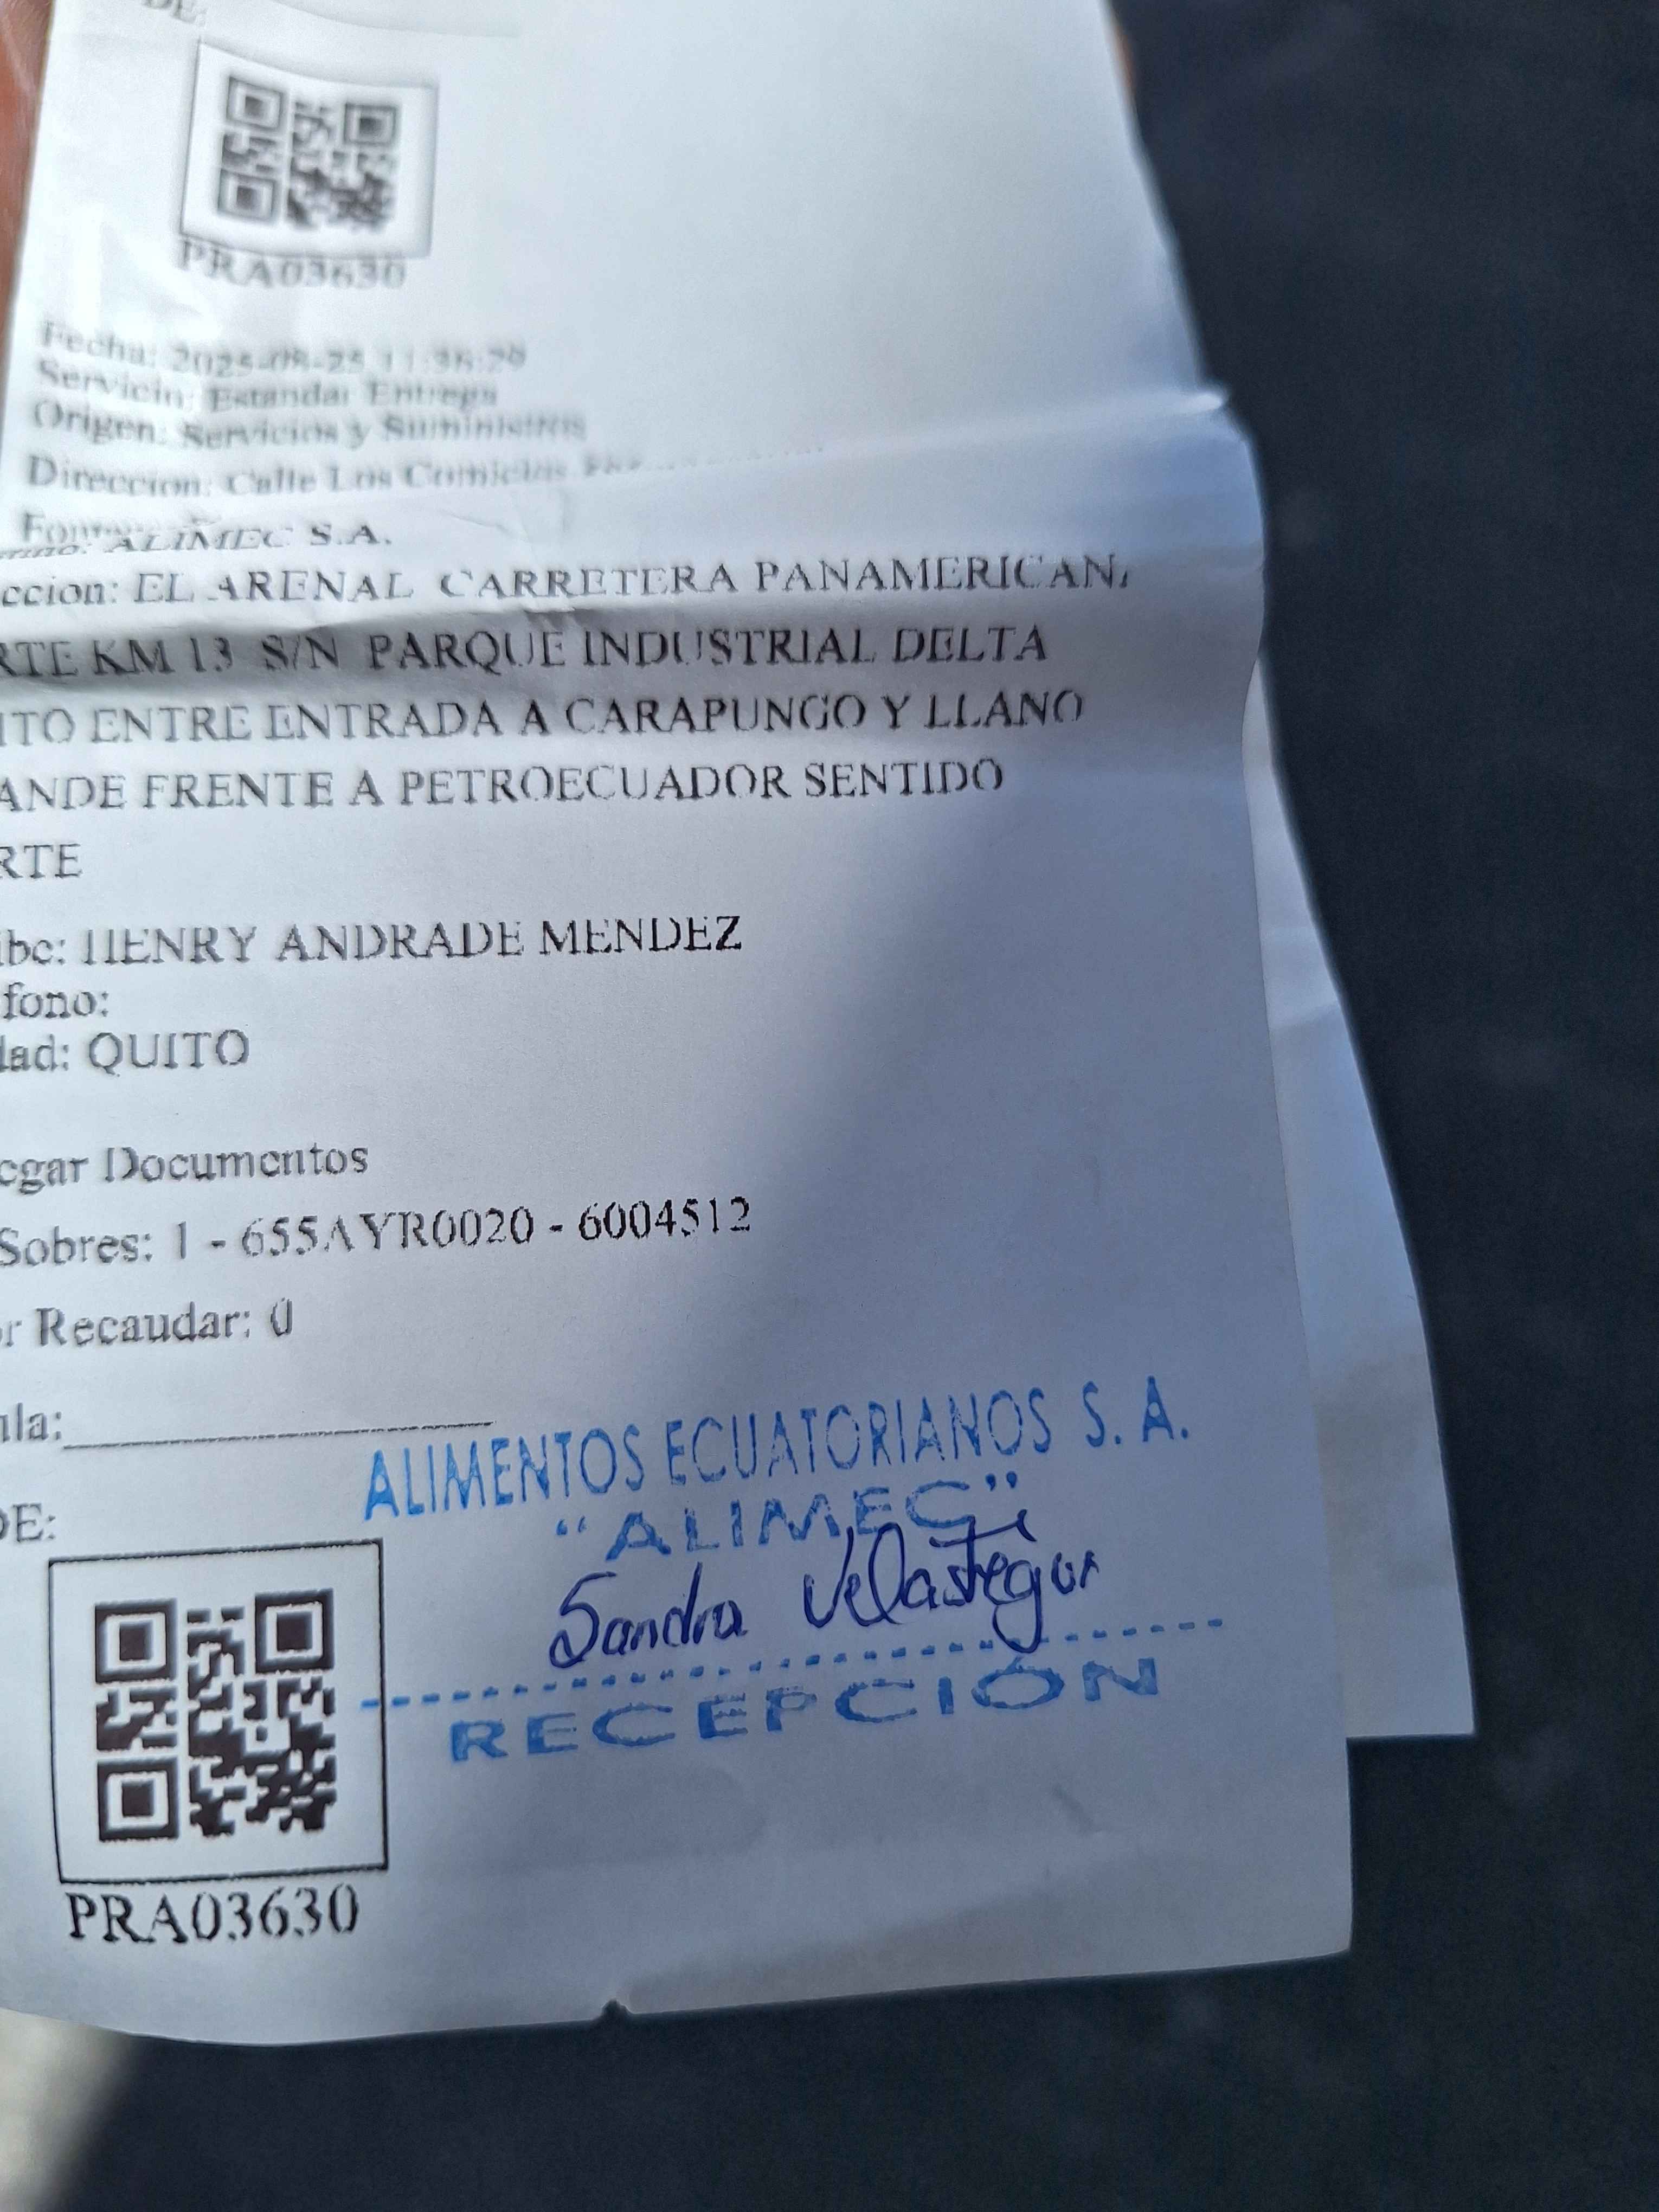 DE:
PRA03630
Fecha: 2025-08-25 11:36:29
Servicio: Estandar Entrega
Origen: Servicios y Suministros
Direccion: Calle Los Comicios
ALIMEC S.A.
ccion: EL ARENAL CARRETERA PANAMERICANA
RTE KM 13 S/N PARQUE INDUSTRIAL DELTA
ITO ENTRE ENTRADA A CARAPUNGO Y LLANO
ANDE FRENTE A PETROECUADOR SENTIDO
RTE
ibe: HENRY ANDRADE MENDEZ
fono:
dad: QUITO
egar Documentos
Sobres: 1 - 655AYR0020 - 6004512
or Recaudar: 0
ula:
ALIMENTOS ECUATORIANOS S. A.
"ALIMEC"
DE:
Sandra Velastegui
RECEPCIÓN
PRA03630